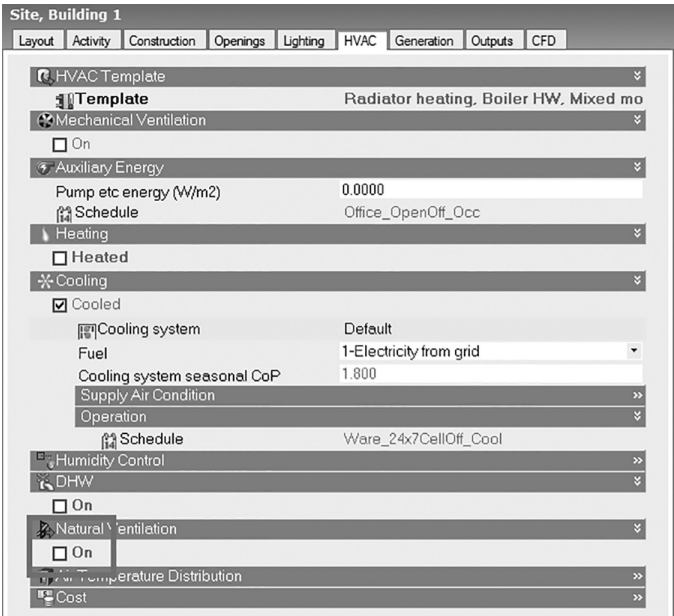 Site, Building 1
Layout Activity Construction Openings Lighting HVAC Generation Outputs CFD
HVAC Template
Template Radiator heating, Boiler HW, Mixed mo
Mechanical Ventilation
On
Auxiliary Energy
Pump etc energy (W/m2) 0.0000
Schedule Office_OpenOff_Occ
Heating
Heated
Cooling
Cooled
Cooling system Default
Fuel 1-Electricity from grid
Cooling system seasonal CoP 1.800
Supply Air Condition
Operation
Schedule Ware_24x7CellOff_Cool
Humidity Control
DHW
On
Natural Ventilation
On
Air Temperature Distribution
Cost